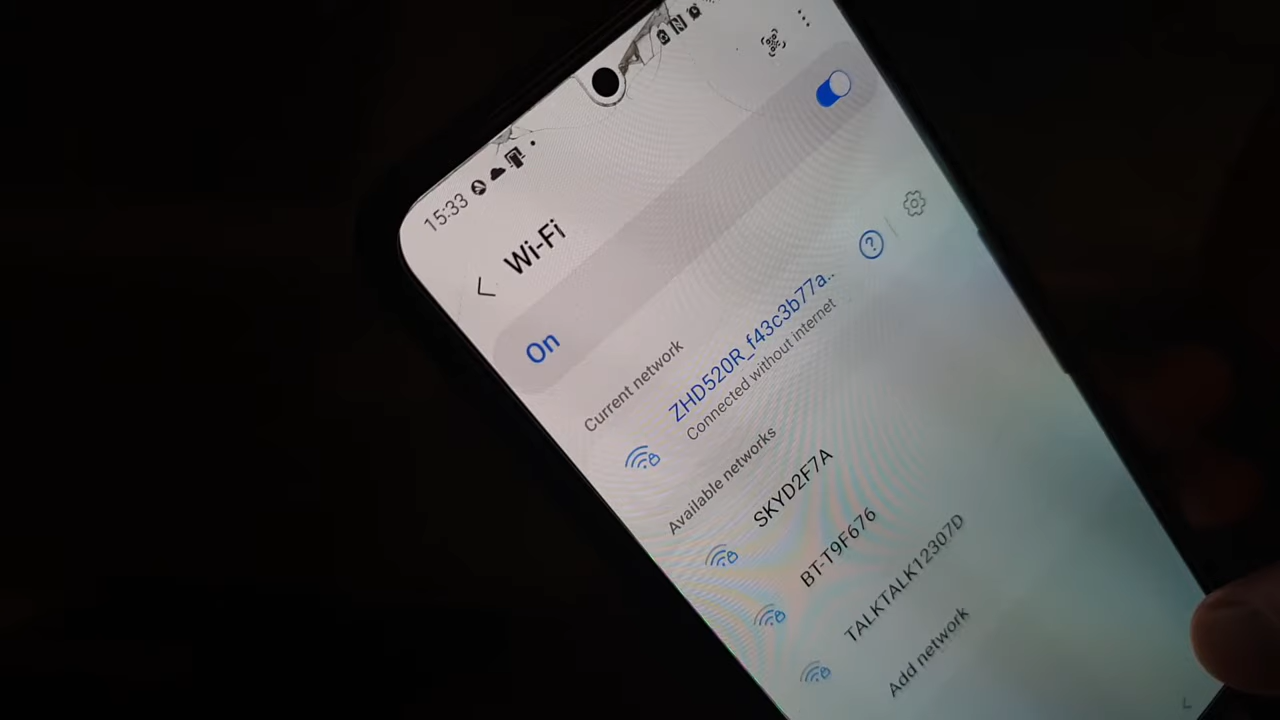 15:33
Wi-Fi
On
Current network
ZHD520R_f43c3b77a..
Connected without internet
Available networks
SKYD2F7A
BT-T9F676
TALKTALK12307D
Add network